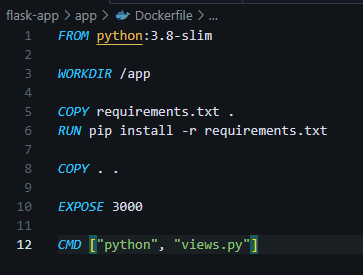 flask-app > app > Dockerfile > ...
1 FROM python:3.8-slim
2
3 WORKDIR /app
4
5 COPY requirements.txt .
6 RUN pip install -r requirements.txt
7
8 COPY . .
9
10 EXPOSE 3000
11
12 CMD ["python", "views.py"]